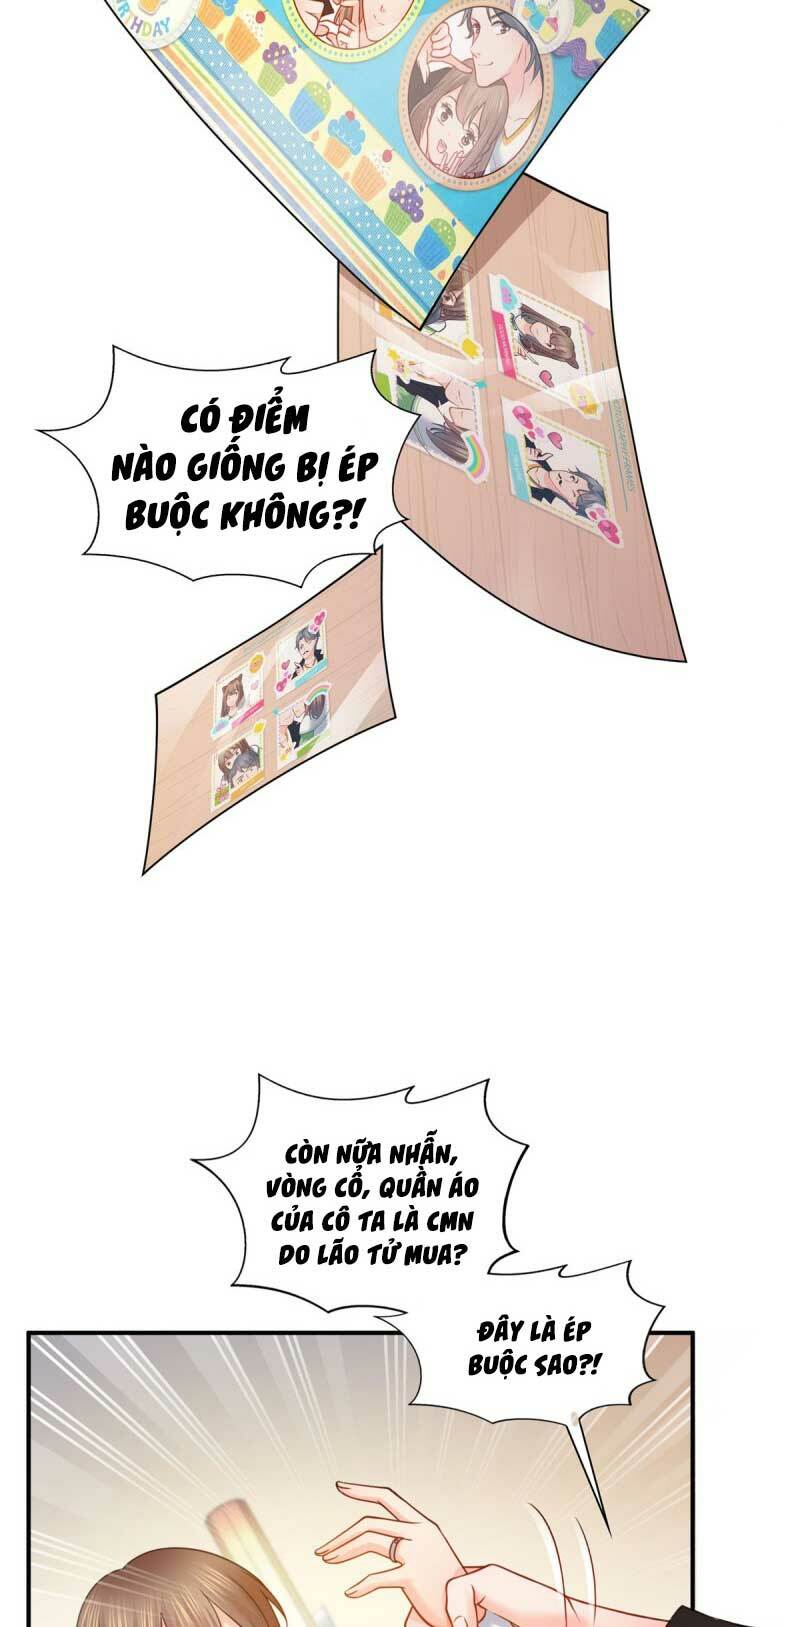 BIRTHDAY
CÓ ĐIỂM
NÀO GIỐNG BỊ ÉP
BUỘC KHÔNG?!
CÒN NỮA NHẪN,
VÒNG CỔ, QUẦN ÁO
CỦA CÔ TA LÀ CMN
DO LÃO TỬ MUA?
ĐÂY LÀ ÉP
BUỘC SAO?!